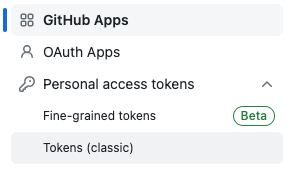 GitHub Apps
OAuth Apps
Personal access tokens
Fine-grained tokens Beta
Tokens (classic)